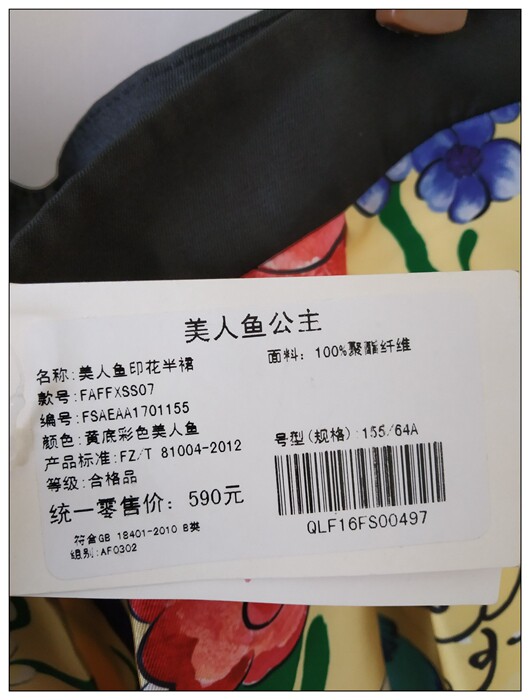 美人鱼公主
名称:美人鱼印花半裙
面料: 100%聚酯纤维
款号:FAFFXSS07
编号:FSAEAA1701155
颜色:黄底彩色美人鱼
号型(规格):155/64A
产品标准:FZ/T 81004-2012
等级:合格品
统一零售价: 590元
QLF16FS00497
符合GB 18401-2010 B类
组别:AF0302